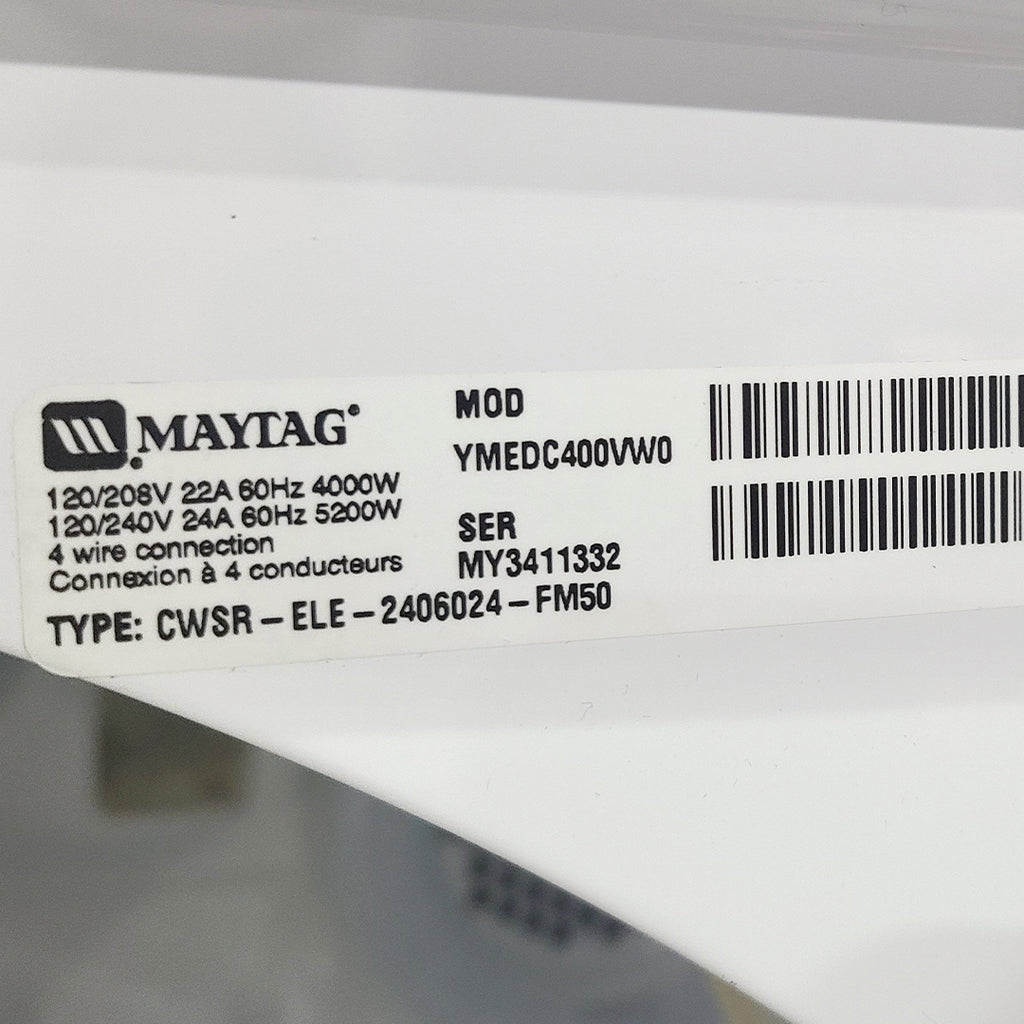 MAYTAG®
120/208V 22A 60Hz 4000W
120/240V 24A 60Hz 5200W
4 wire connection
Connexion à 4 conducteurs
TYPE: CWSR-ELE-2406024-FM50
MOD
YMEDC400VW0
SER
MY3411332